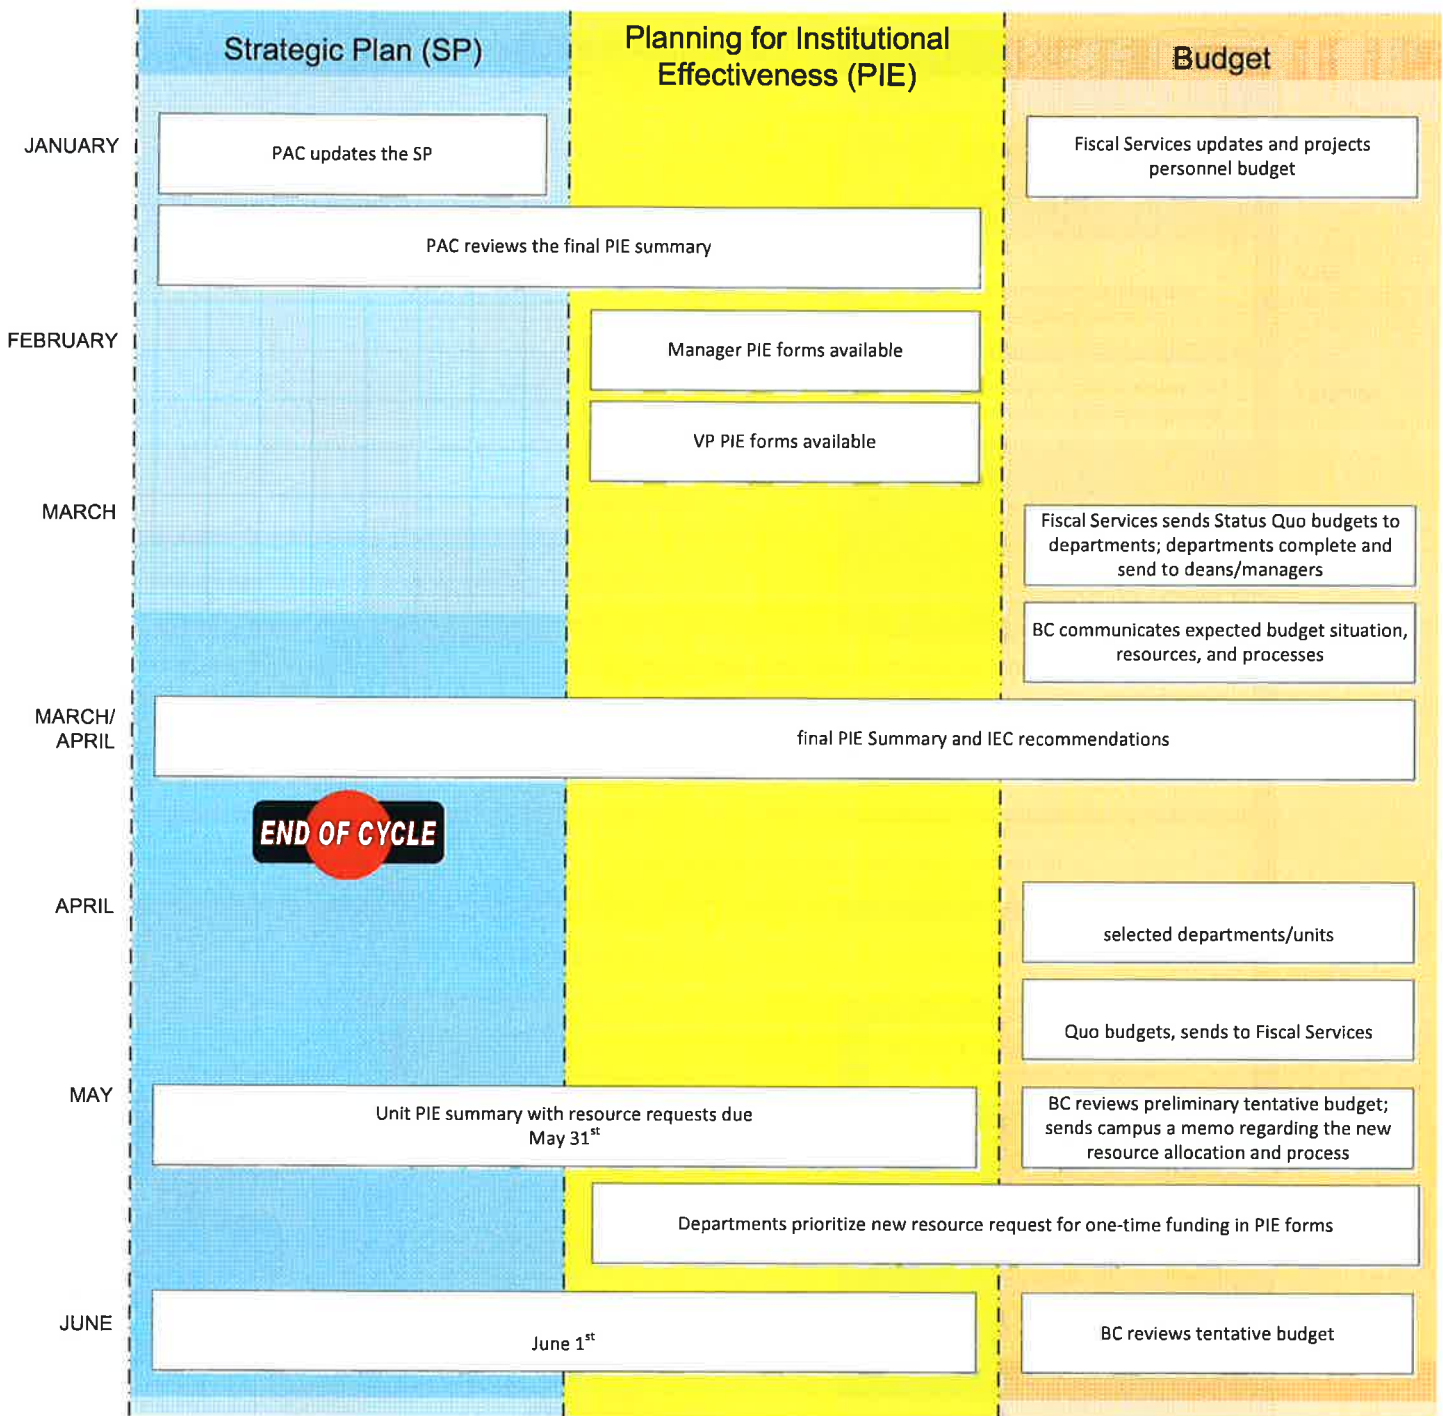 Strategic Plan (SP)
Planning for Institutional
Effectiveness (PIE)
Budget
JANUARY
PAC updates the SP
Fiscal Services updates and projects
personnel budget
PAC reviews the final PIE summary
FEBRUARY
Manager PIE forms available
VP PIE forms available
MARCH
Fiscal Services sends Status Quo budgets to
departments; departments complete and
send to deans/managers
BC communicates expected budget situation,
resources, and processes
MARCH/
APRIL
final PIE Summary and IEC recommendations
END OF CYCLE
APRIL
selected departments/units
Quo budgets, sends to Fiscal Services
MAY
Unit PIE summary with resource requests due
May 31st
BC reviews preliminary tentative budget;
sends campus a memo regarding the new
resource allocation and process
Departments prioritize new resource request for one-time funding in PIE forms
JUNE
June 1st
BC reviews tentative budget